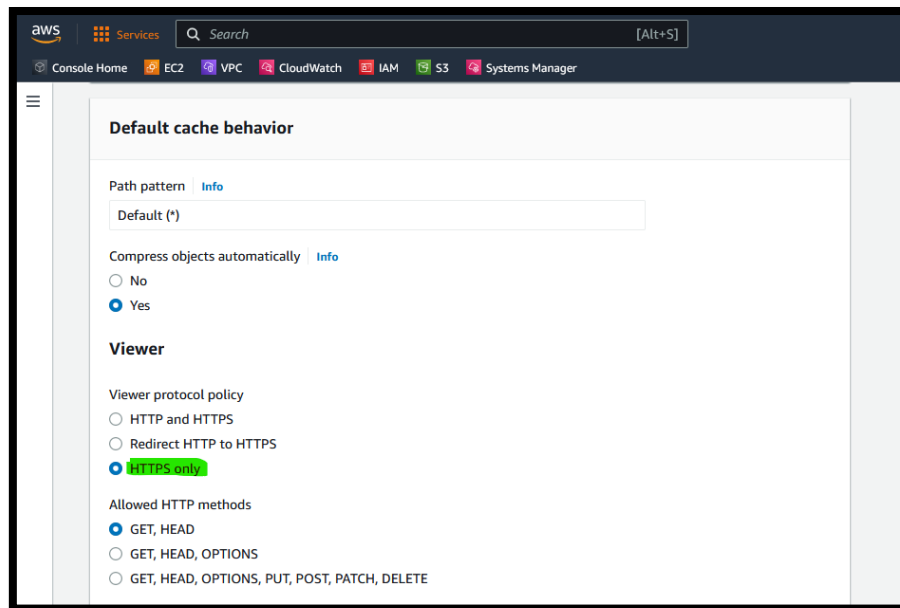 aws Services Search [Alt+S]
Console Home EC2 VPC CloudWatch IAM S3 Systems Manager
Default cache behavior
Path pattern Info
Default (*)
Compress objects automatically Info
No
Yes
Viewer
Viewer protocol policy
HTTP and HTTPS
Redirect HTTP to HTTPS
HTTPS only
Allowed HTTP methods
GET, HEAD
GET, HEAD, OPTIONS
GET, HEAD, OPTIONS, PUT, POST, PATCH, DELETE